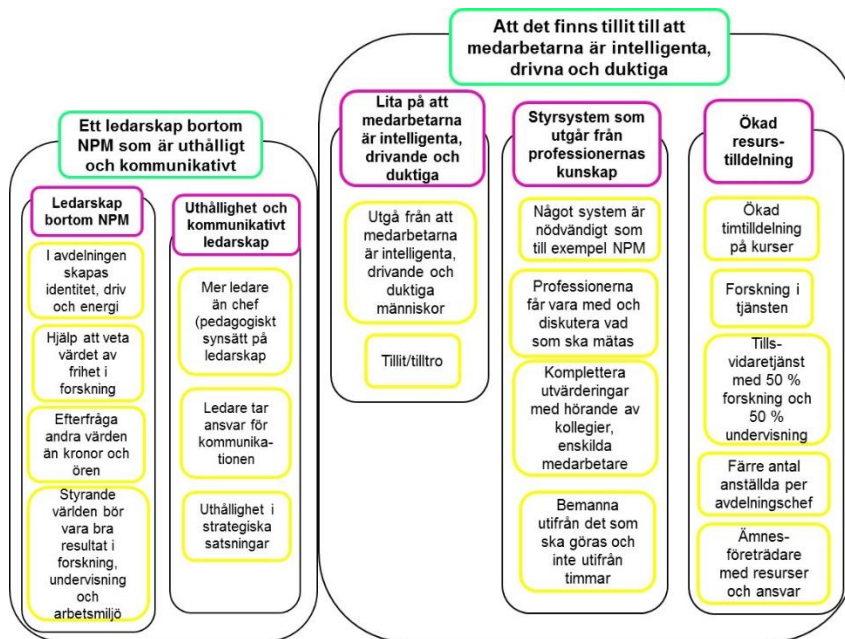 Ett ledarskap bortom
NPM som är uthålligt
och kommunikativt
Ledarskap
bortom NPM
I avdelningen
skapas
identitet, driv
och energi
Hjälp att veta
värdet av
frihet i
forskning
Efterfråga
andra värden
än kronor och
ören
Styrande
världen bör
vara bra
resultat i
forskning,
undervisning
och
arbetsmiljö
Uthållighet och
kommunikativt
ledarskap
Mer ledare
än chef
(pedagogiskt
synsätt på
ledarskap
Ledare tar
ansvar för
kommunika-
tionen
Uthållighet i
strategiska
satsningar
Att det finns tillit till att
medarbetarna är intelligenta,
drivna och duktiga
Lita på att
medarbetarna
är intelligenta,
drivande och
duktiga
Utgå från att
medarbetarna
är intelligenta,
drivande och
duktiga
människor
Tillit/tilltro
Styrsystem som
utgår från
professionernas
kunskap
Något system är
nödvändigt som
till exempel NPM
Professionerna
får vara med och
diskutera vad
som ska mätas
Komplettera
utvärderingar
med hörande av
kollegier,
enskilda
medarbetare
Bemanna
utifrån det som
ska göras och
inte utifrån
timmar
Ökad
resurs-
tilldelning
Ökad
timtilldelning
på kurser
Forskning i
tjänsten
Tills-
vidaretjänst
med 50 %
forskning och
50 %
undervisning
Färre antal
anställda per
avdelningschef
Ämnes-
företrädare
med resurser
och ansvar